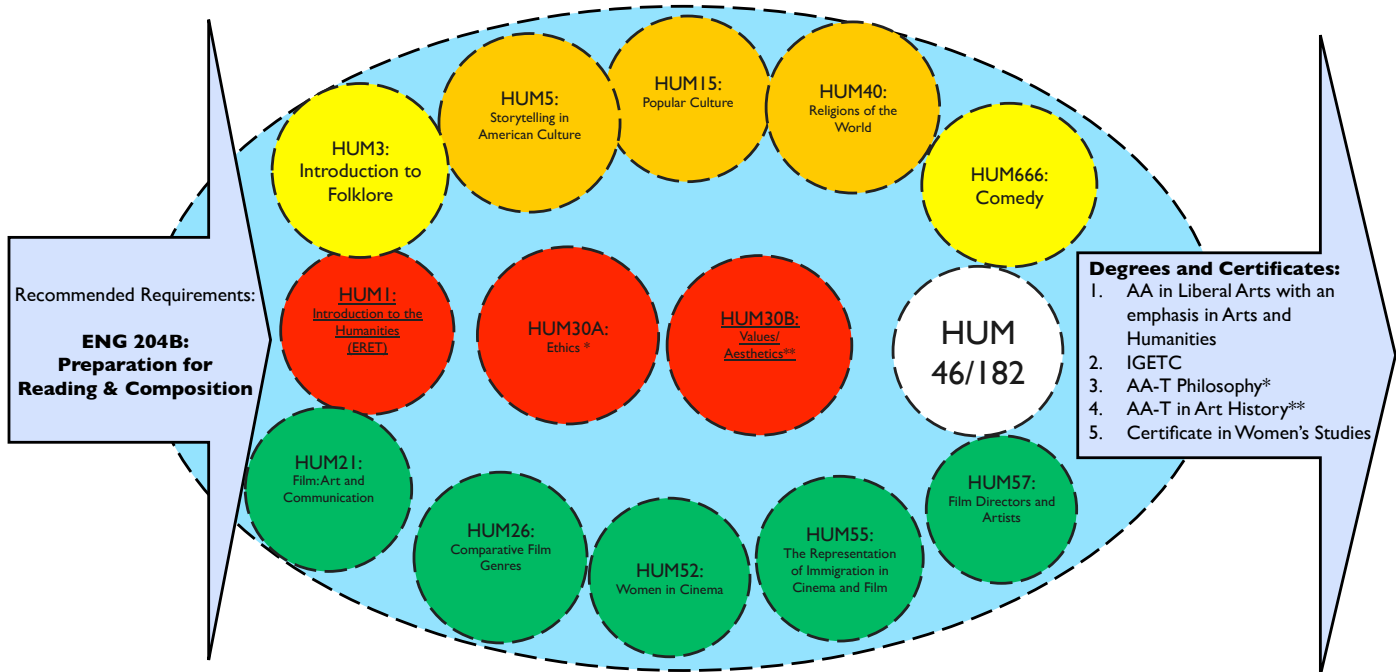 Recommended Requirements:
ENG 204B:
Preparation for
Reading & Composition
HUM3:
Introduction to
Folklore
HUM5:
Storytelling in
American Culture
HUM15:
Popular Culture
HUM40:
Religions of the
World
HUM666:
Comedy
HUM1:
Introduction to the
Humanities
(ERET)
HUM30A:
Ethics *
HUM30B:
Values/
Aesthetics**
HUM
46/182
HUM21:
Film: Art and
Communication
HUM26:
Comparative Film
Genres
HUM52:
Women in Cinema
HUM55:
The Representation
of Immigration in
Cinema and Film
HUM57:
Film Directors and
Artists
Degrees and Certificates:
1. AA in Liberal Arts with an
emphasis in Arts and
Humanities
2. IGETC
3. AA-T Philosophy*
4. AA-T in Art History**
5. Certificate in Women's Studies